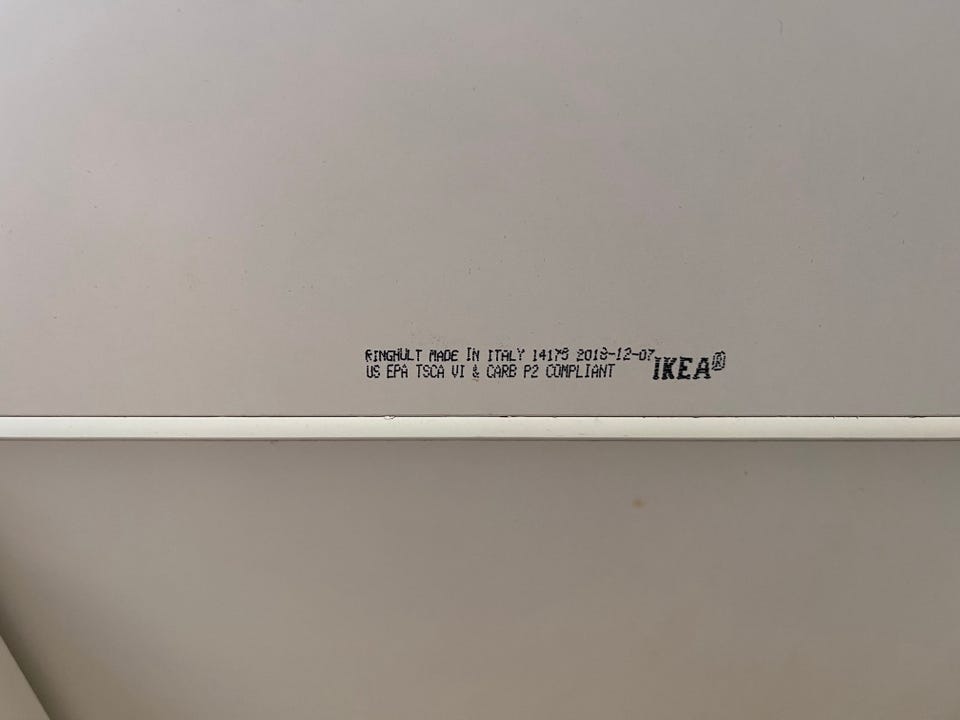 RINGHULT MADE IN ITALY 14175 2018-12-07
US EPA TSCA VI & CARB P2 COMPLIANT
IKEA®